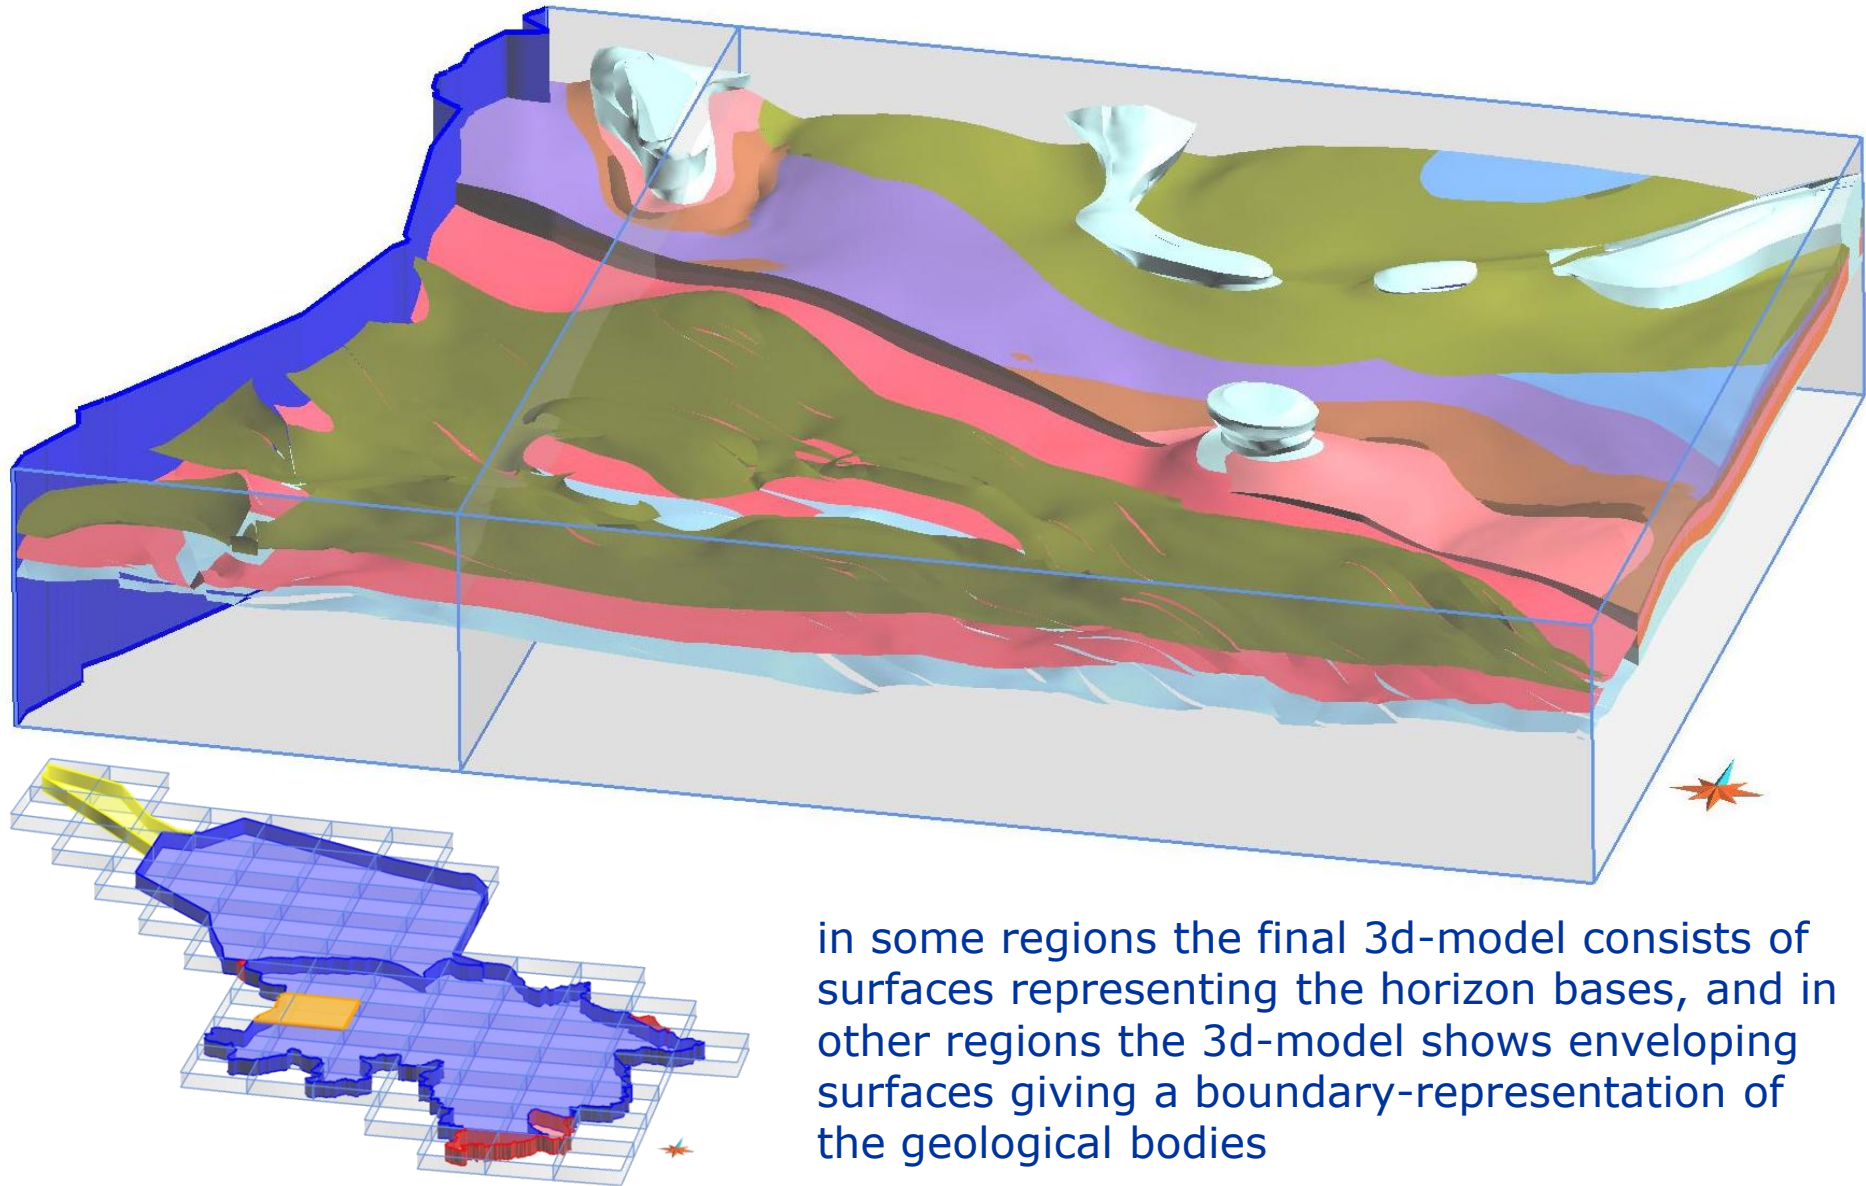 in some regions the final 3d-model consists of
surfaces representing the horizon bases, and in
other regions the 3d-model shows enveloping
surfaces giving a boundary-representation of
the geological bodies